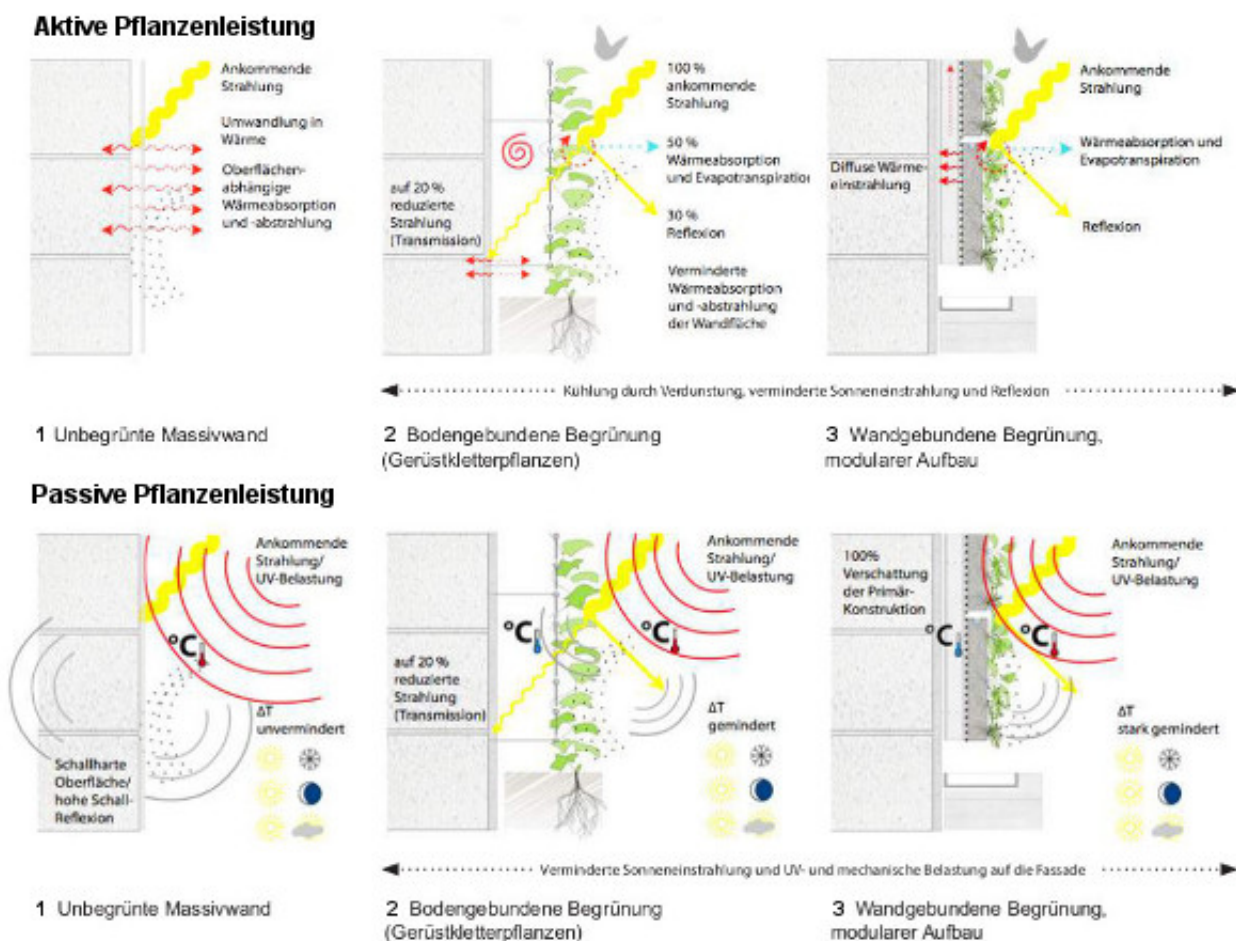 Aktive Pflanzenleistung
Ankommende
Strahlung
Umwandlung in
Wärme
Oberflächen-
abhängige
Wärmeabsorption
und -abstrahlung
auf 20 %
reduzierte
Strahlung
(Transmission)
100 %
ankommende
Strahlung
50 %
Wärmeabsorption
und Evapotranspiration
30 %
Reflexion
Verminderte
Wärmeabsorption
und -abstrahlung
der Wandfläche
Diffuse Wärme-
einstrahlung
Ankommende
Strahlung
Wärmeabsorption und
Evapotranspiration
Reflexion
Kühlung durch Verdunstung, verminderte Sonneneinstrahlung und Reflexion
1 Unbegrünte Massivwand
2 Bodengebundene Begrünung
(Gerüstkletterpflanzen)
3 Wandgebundene Begrünung,
modularer Aufbau
Passive Pflanzenleistung
Ankommende
Strahlung/
UV-Belastung
°C
ΔT
unvermindert
Schallharte
Oberfläche/
hohe Schall-
Reflexion
auf 20 %
reduzierte
Strahlung
(Transmission)
°C
°C
Ankommende
Strahlung/
UV-Belastung
ΔT
gemindert
100%
Verschattung
der Primär-
Konstruktion
°C
°C
Ankommende
Strahlung/
UV-Belastung
ΔT
stark gemindert
Verminderte Sonneneinstrahlung und UV- und mechanische Belastung auf die Fassade
1 Unbegrünte Massivwand
2 Bodengebundene Begrünung
(Gerüstkletterpflanzen)
3 Wandgebundene Begrünung,
modularer Aufbau